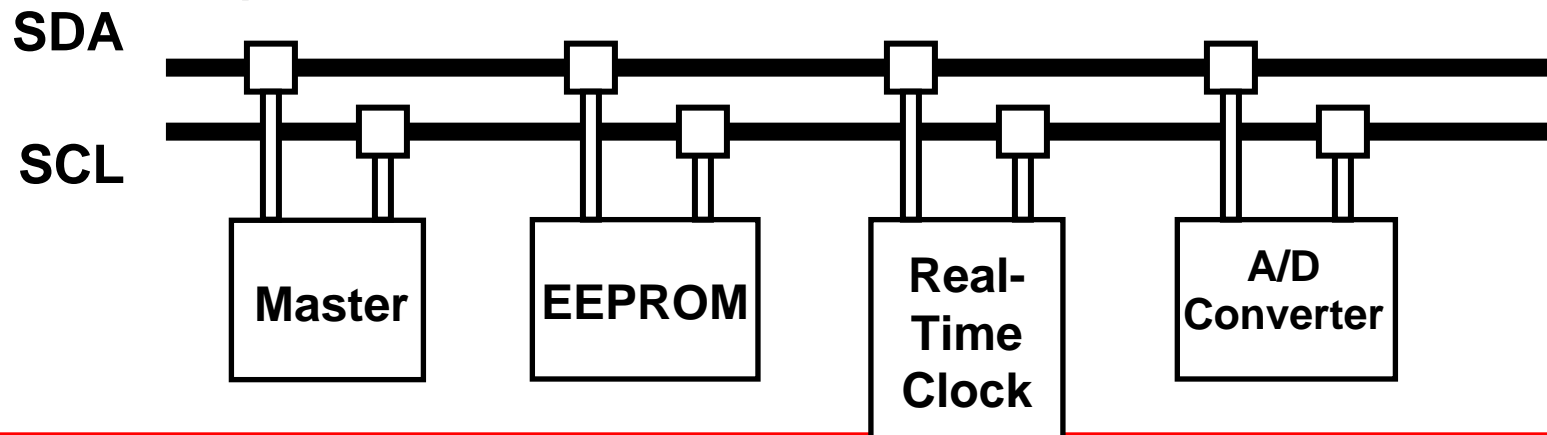 SDA
SCL
Master
EEPROM
Real-
Time
Clock
A/D
Converter